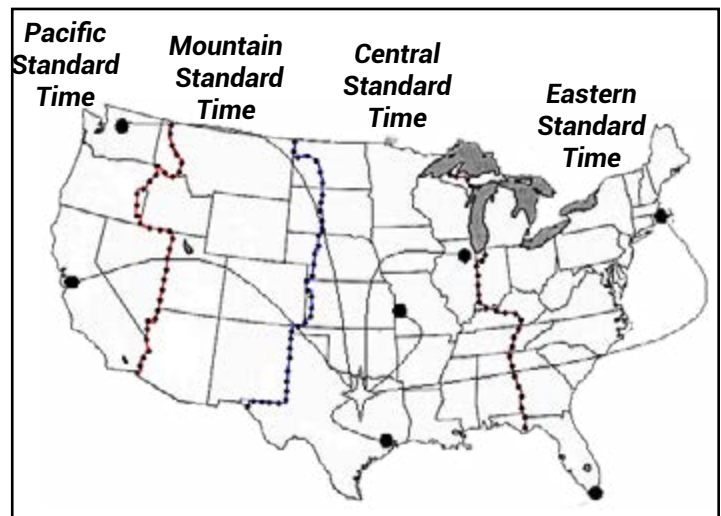 Pacific
Standard
Time
Mountain
Standard
Time
Central
Standard
Time
Eastern
Standard
Time